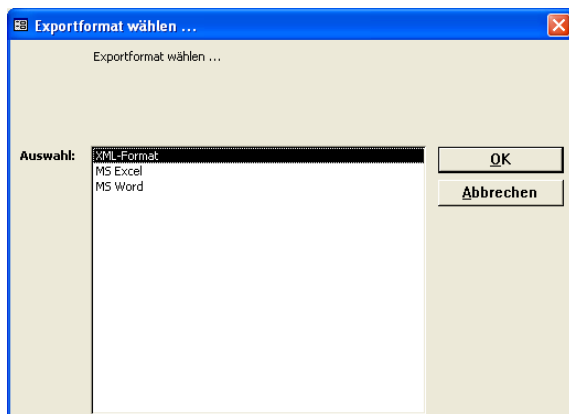 Exportformat wählen ...
Exportformat wählen ...
Auswahl:
XML-Format
MS Excel
MS Word
OK
Abbrechen